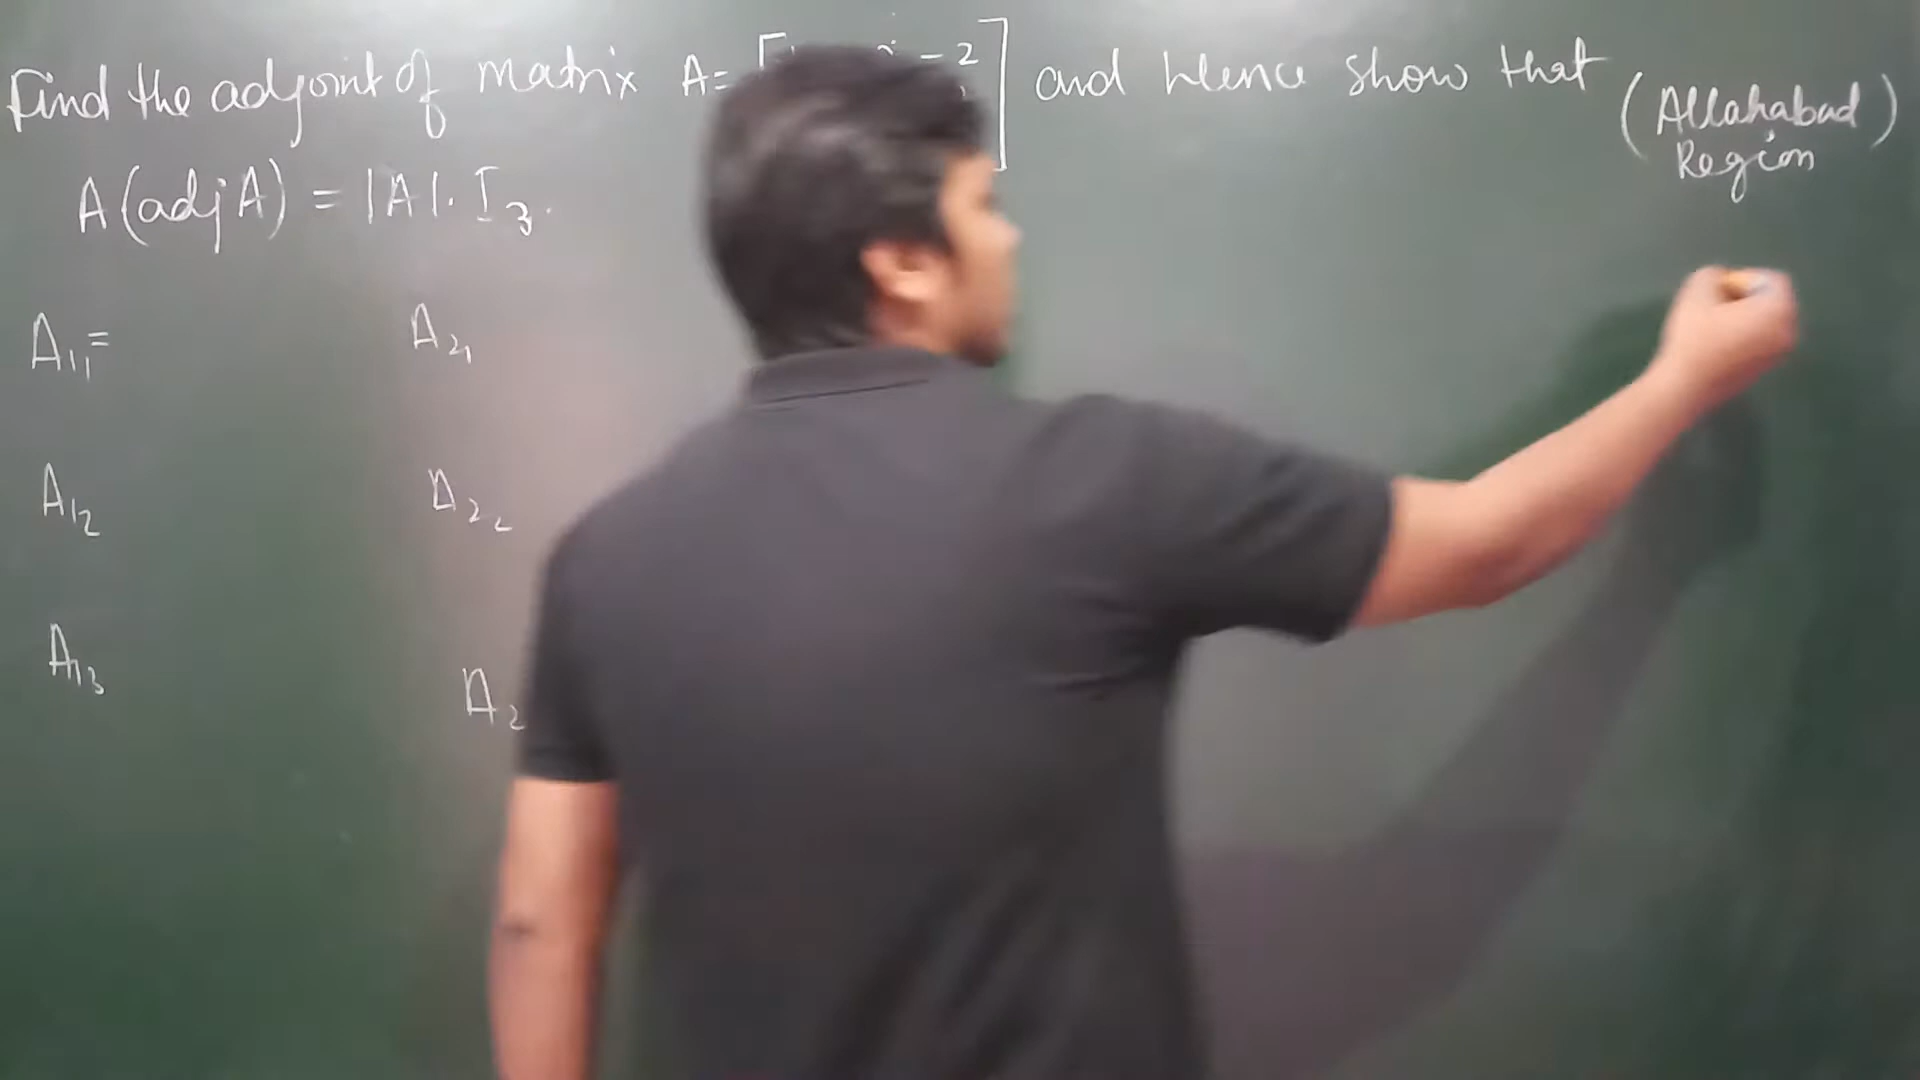 Find the adjoint of matrix A= [ -2 ] and Hence show that (Allahabad Region)
A(adjA) = |A|. I₃.
A₁₁= A₂₁
A₁₂ A₂₂
A₁₃ A₂